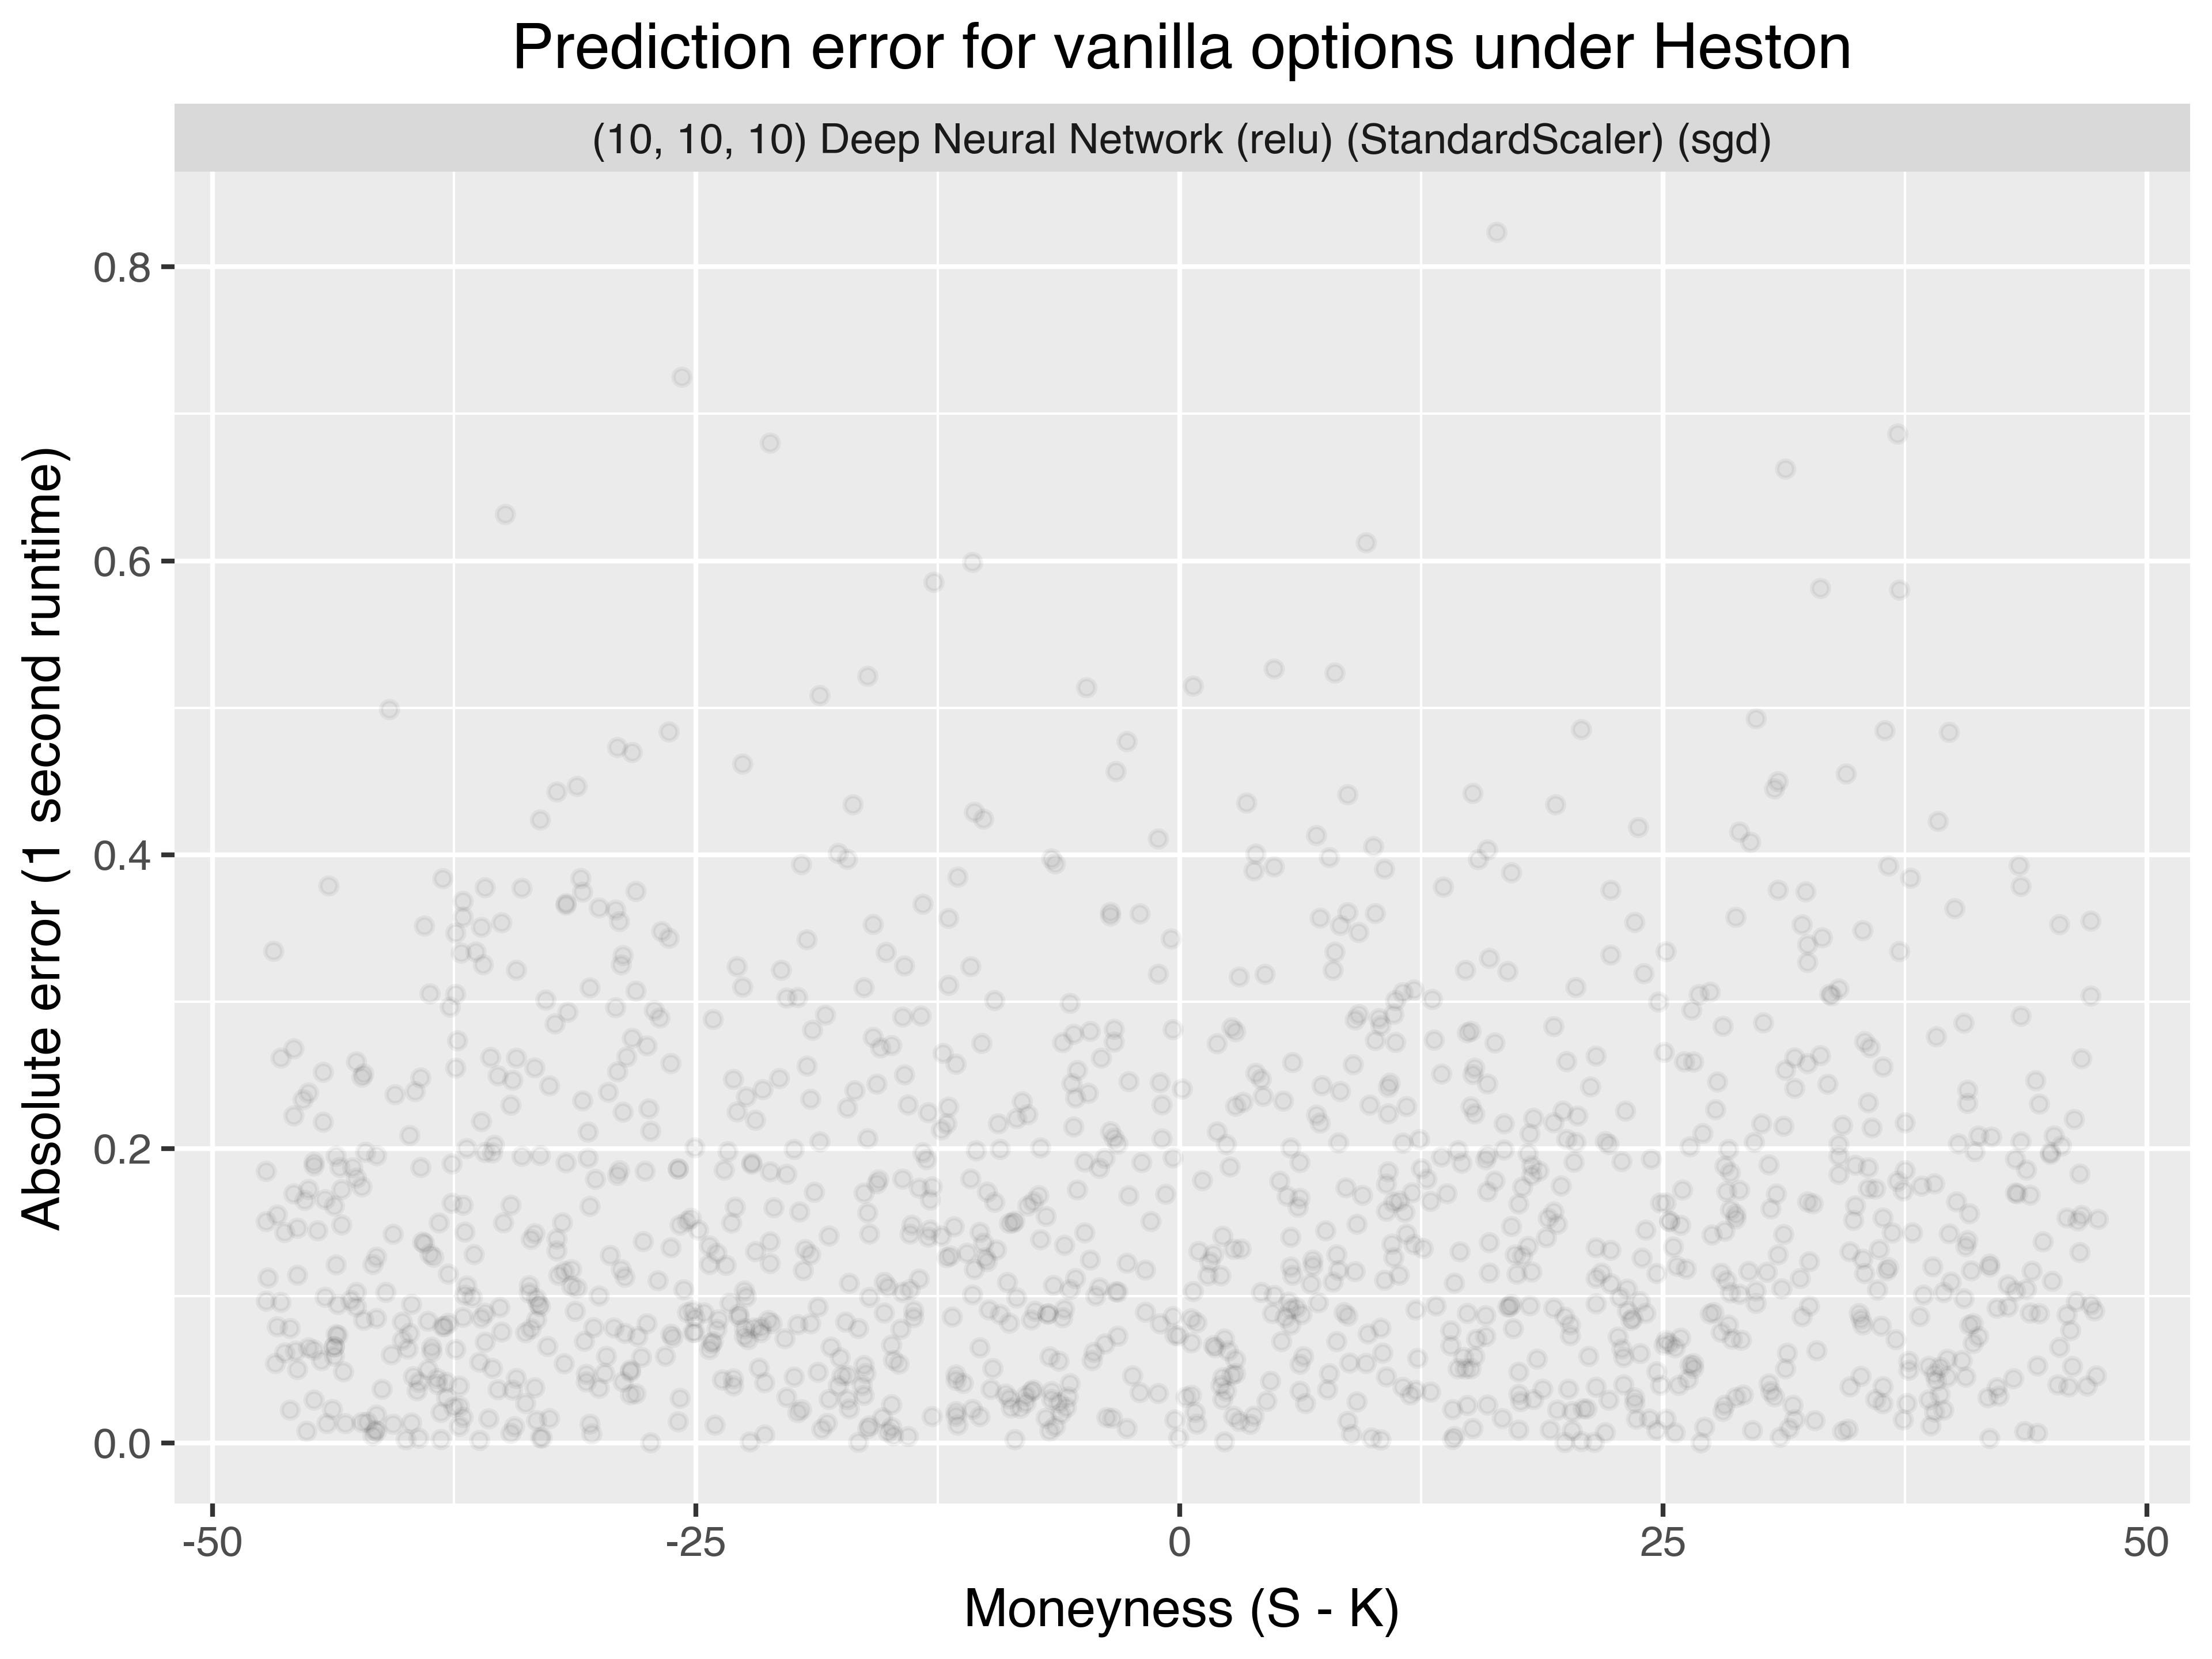 Prediction error for vanilla options under Heston
(10, 10, 10) Deep Neural Network (relu) (StandardScaler) (sgd)
Absolute error (1 second runtime)
0.8
0.6
0.4
0.2
0.0
-50
-25
0
25
50
Moneyness (S - K)